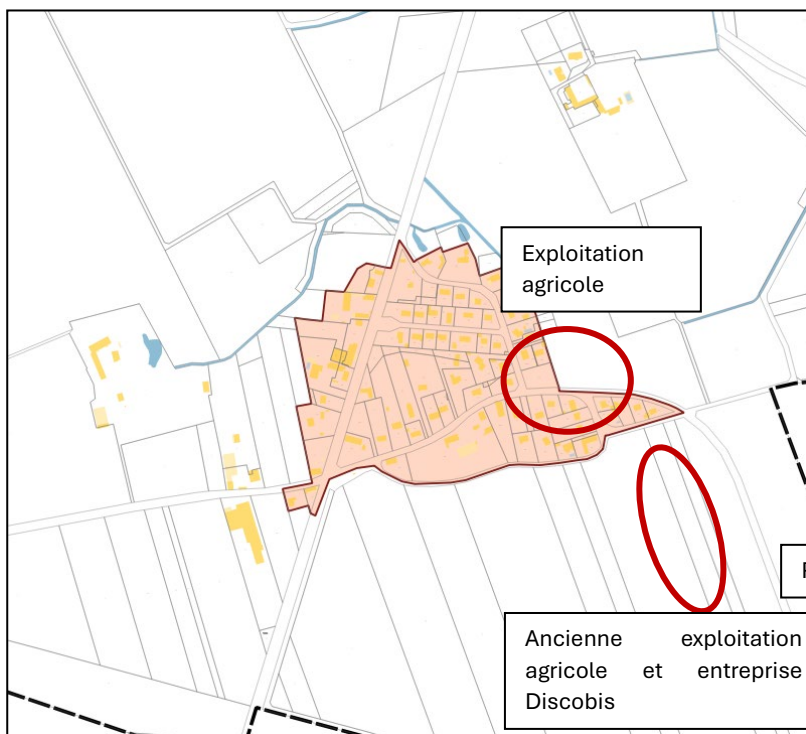 Exploitation
agricole
Ancienne exploitation
agricole et entreprise
Discobis